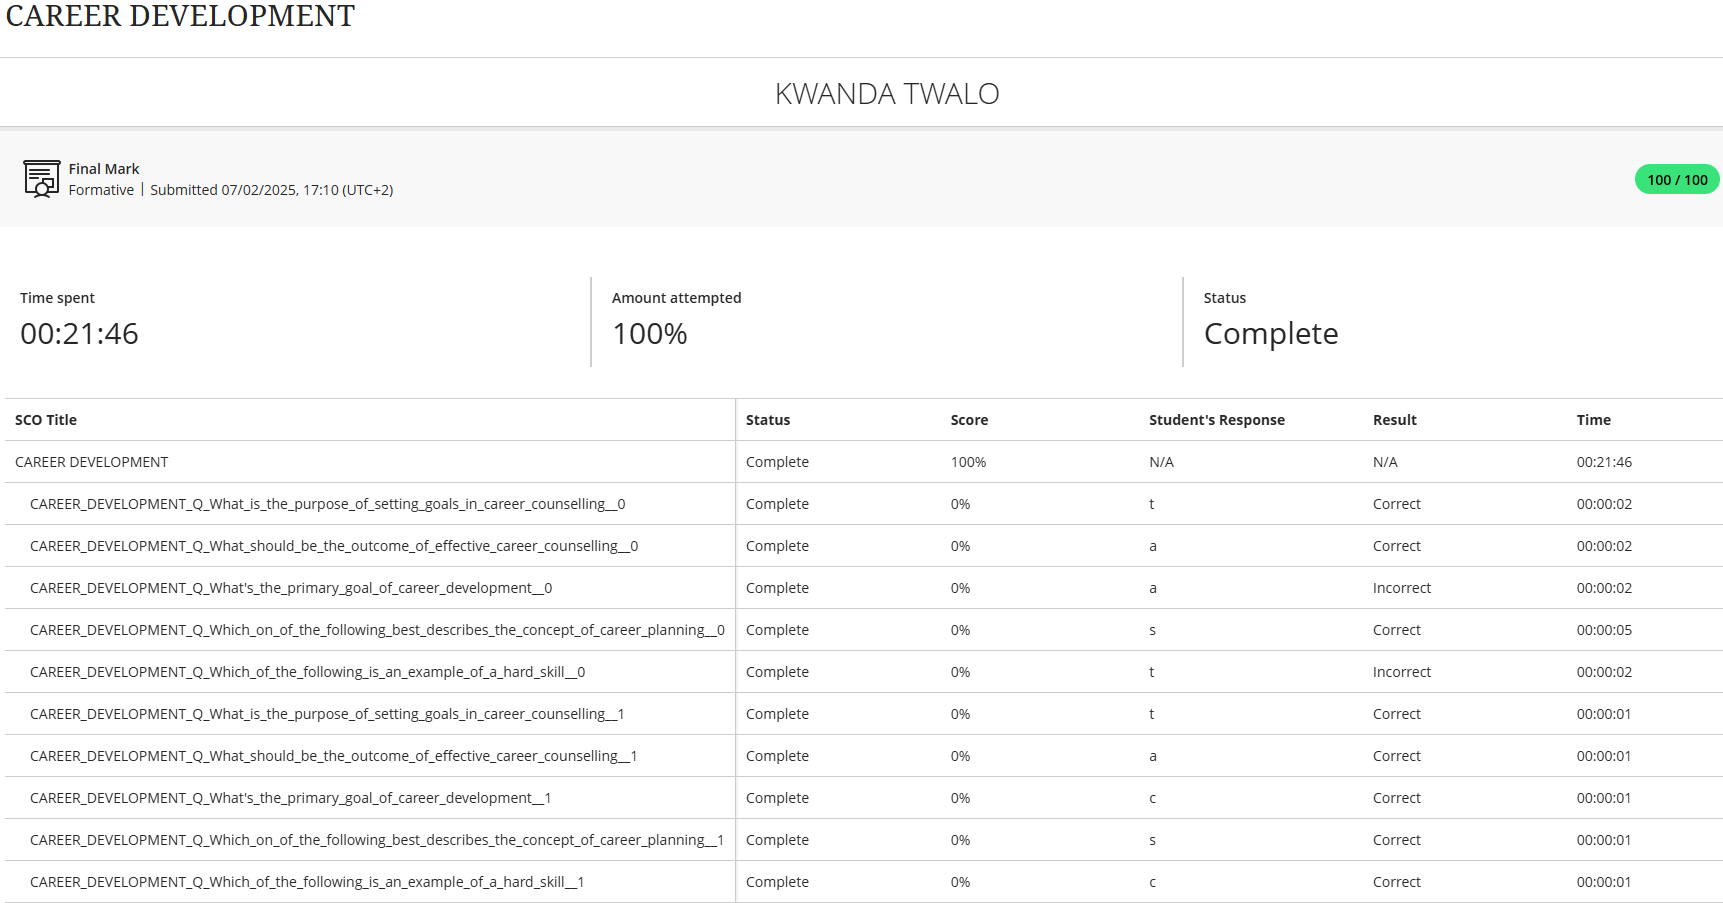 CAREER DEVELOPMENT
KWANDA TWALO
Final Mark
Formative | Submitted 07/02/2025, 17:10 (UTC+2)
100 / 100
Time spent
00:21:46
Amount attempted
100%
Status
Complete
SCO Title Status Score Student's Response Result Time
CAREER DEVELOPMENT Complete 100% N/A N/A 00:21:46
CAREER_DEVELOPMENT_Q_What_is_the_purpose_of_setting_goals_in_career_counselling__0 Complete 0% t Correct 00:00:02
CAREER_DEVELOPMENT_Q_What_should_be_the_outcome_of_effective_career_counselling__0 Complete 0% a Correct 00:00:02
CAREER_DEVELOPMENT_Q_What's_the_primary_goal_of_career_development__0 Complete 0% a Incorrect 00:00:02
CAREER_DEVELOPMENT_Q_Which_on_of_the_following_best_describes_the_concept_of_career_planning__0 Complete 0% s Correct 00:00:05
CAREER_DEVELOPMENT_Q_Which_of_the_following_is_an_example_of_a_hard_skill__0 Complete 0% t Incorrect 00:00:02
CAREER_DEVELOPMENT_Q_What_is_the_purpose_of_setting_goals_in_career_counselling__1 Complete 0% t Correct 00:00:01
CAREER_DEVELOPMENT_Q_What_should_be_the_outcome_of_effective_career_counselling__1 Complete 0% a Correct 00:00:01
CAREER_DEVELOPMENT_Q_What's_the_primary_goal_of_career_development__1 Complete 0% c Correct 00:00:01
CAREER_DEVELOPMENT_Q_Which_on_of_the_following_best_describes_the_concept_of_career_planning__1 Complete 0% s Correct 00:00:01
CAREER_DEVELOPMENT_Q_Which_of_the_following_is_an_example_of_a_hard_skill__1 Complete 0% c Correct 00:00:01